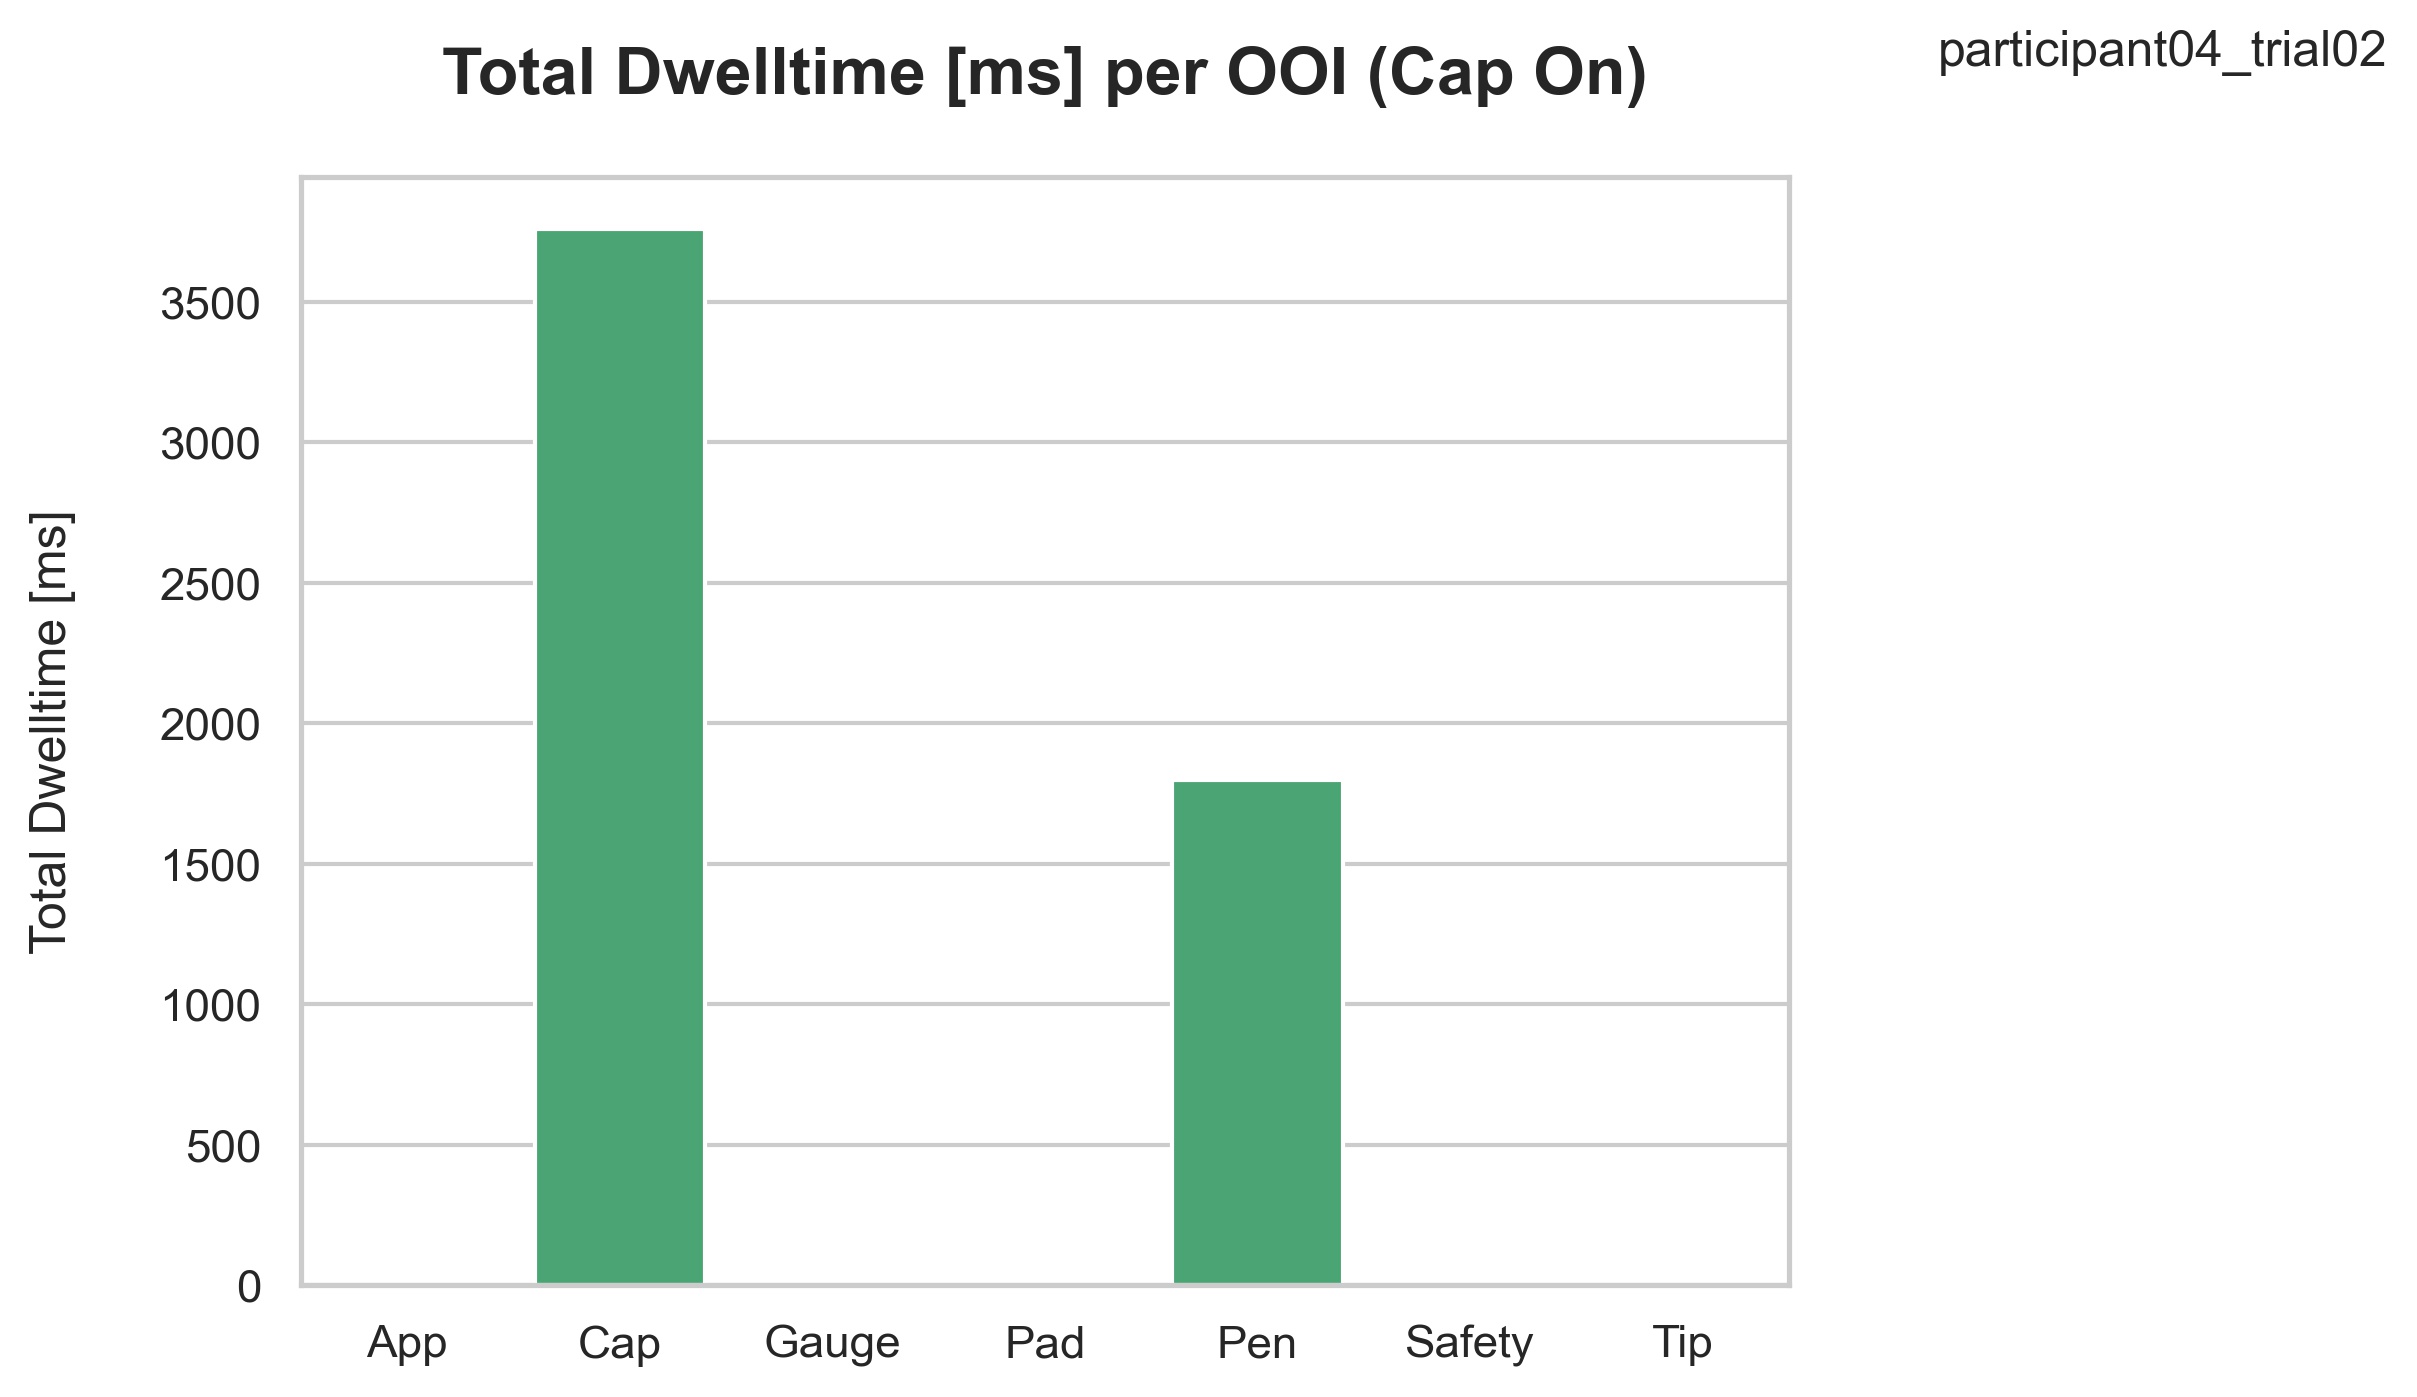 participant04_trial02
Total Dwelltime [ms] per OOI (Cap On)
Total Dwelltime [ms]
3500
3000
2500
2000
1500
1000
500
0
App Cap Gauge Pad Pen Safety Tip